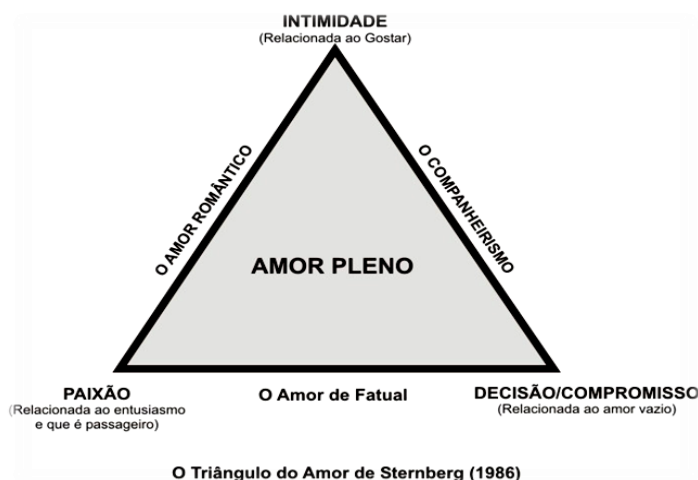 INTIMIDADE
(Relacionada ao Gostar)
O AMOR ROMÂNTICO
O COMPANHEIRISMO
AMOR PLENO
PAIXÃO
(Relacionada ao entusiasmo
e que é passageiro)
O Amor de Fatual
DECISÃO/COMPROMISSO
(Relacionada ao amor vazio)
O Triângulo do Amor de Sternberg (1986)